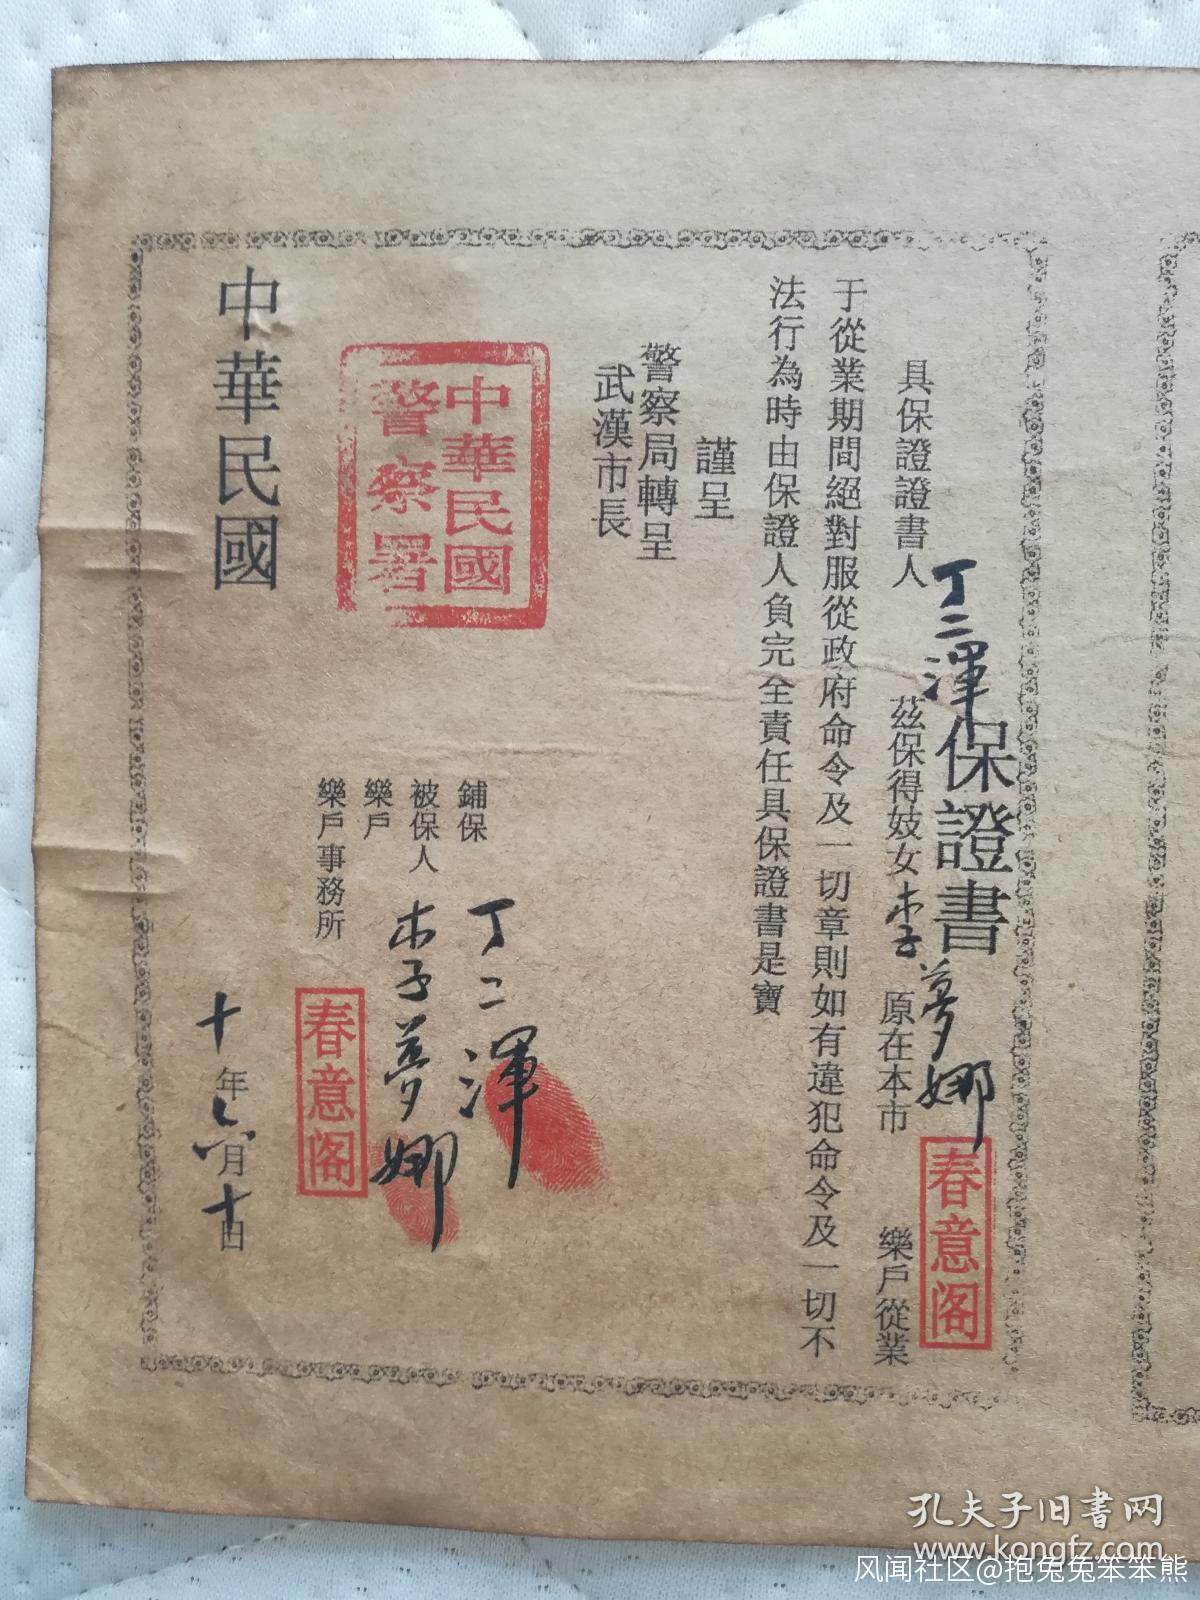 保證書
具保證證書人 丁二渾 茲保得妓女 李夢娜 原在本市 春意阁 樂戶從業
于從業期間絕對服從政府命令及一切章則如有違犯命令及一切不
法行為時由保證人負完全責任具保證書是寶
謹呈
警察局轉呈
武漢市長
鋪保 丁二渾
被保人 李夢娜
樂戶
樂戶事務所
春意阁
中華民國
警察署
中華民國 十年 月十日
孔夫子旧书网
www.kongfz.com
风闻社区@抱兔兔笨笨熊